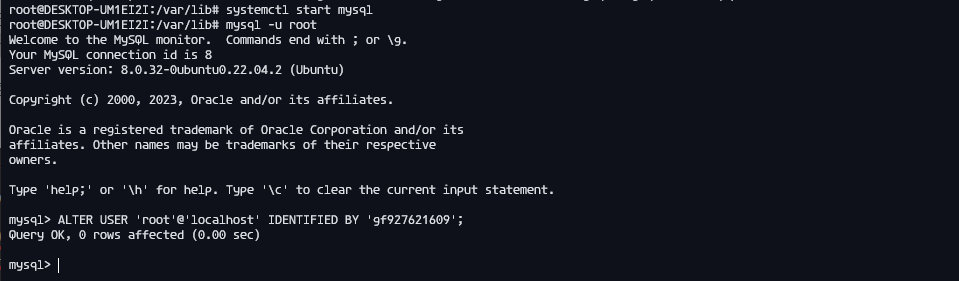 root@DESKTOP-UM1EI2I:/var/lib# systemctl start mysql
root@DESKTOP-UM1EI2I:/var/lib# mysql -u root
Welcome to the MySQL monitor.  Commands end with ; or \g.
Your MySQL connection id is 8
Server version: 8.0.32-0ubuntu0.22.04.2 (Ubuntu)

Copyright (c) 2000, 2023, Oracle and/or its affiliates.

Oracle is a registered trademark of Oracle Corporation and/or its
affiliates. Other names may be trademarks of their respective
owners.

Type 'help;' or '\h' for help. Type '\c' to clear the current input statement.

mysql> ALTER USER 'root'@'localhost' IDENTIFIED BY 'gf927621609';
Query OK, 0 rows affected (0.00 sec)

mysql>